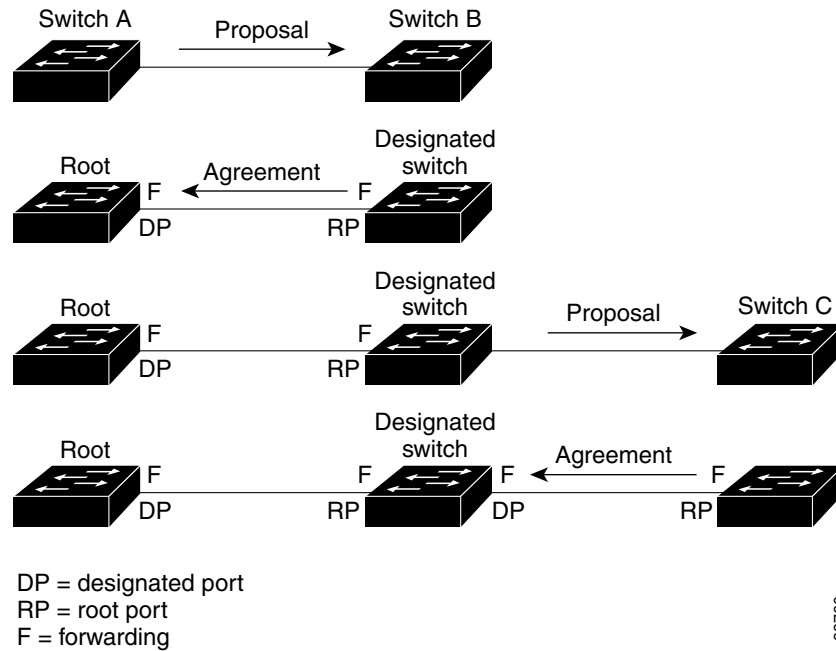 Switch A
Proposal
Switch B
Root
Agreement
Designated
switch
F
F
DP
RP
Root
Designated
switch
Proposal
Switch C
F
F
DP
RP
Root
Designated
switch
Agreement
F
F
F
F
DP
RP
DP
RP
DP = designated port
RP = root port
F = forwarding